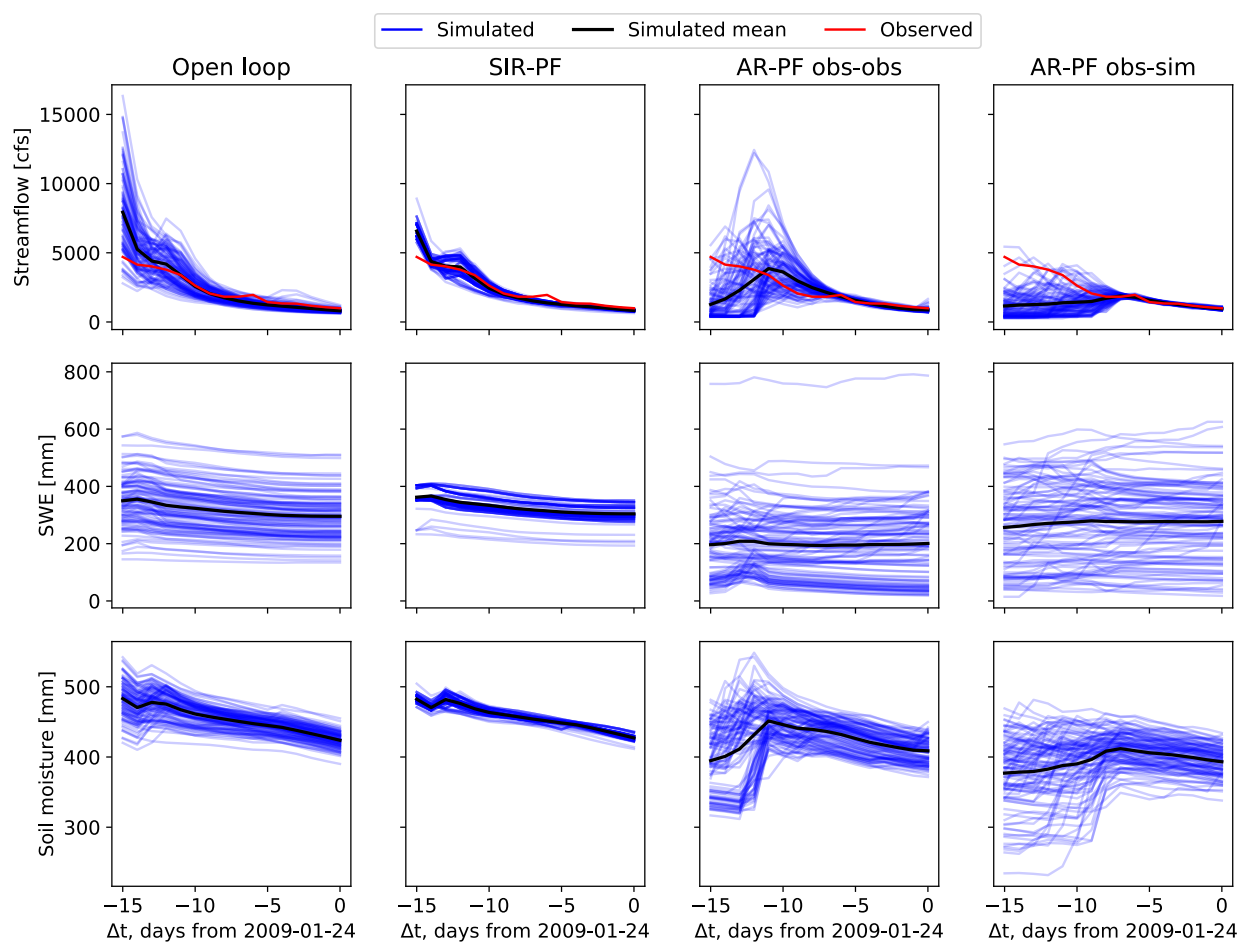 Simulated Simulated mean Observed
Open loop SIR-PF AR-PF obs-obs AR-PF obs-sim
Streamflow [cfs]
15000
10000
5000
0
SWE [mm]
800
600
400
200
0
Soil moisture [mm]
500
400
300
−15 −10 −5 0 −15 −10 −5 0 −15 −10 −5 0 −15 −10 −5 0
Δt, days from 2009-01-24 Δt, days from 2009-01-24 Δt, days from 2009-01-24 Δt, days from 2009-01-24